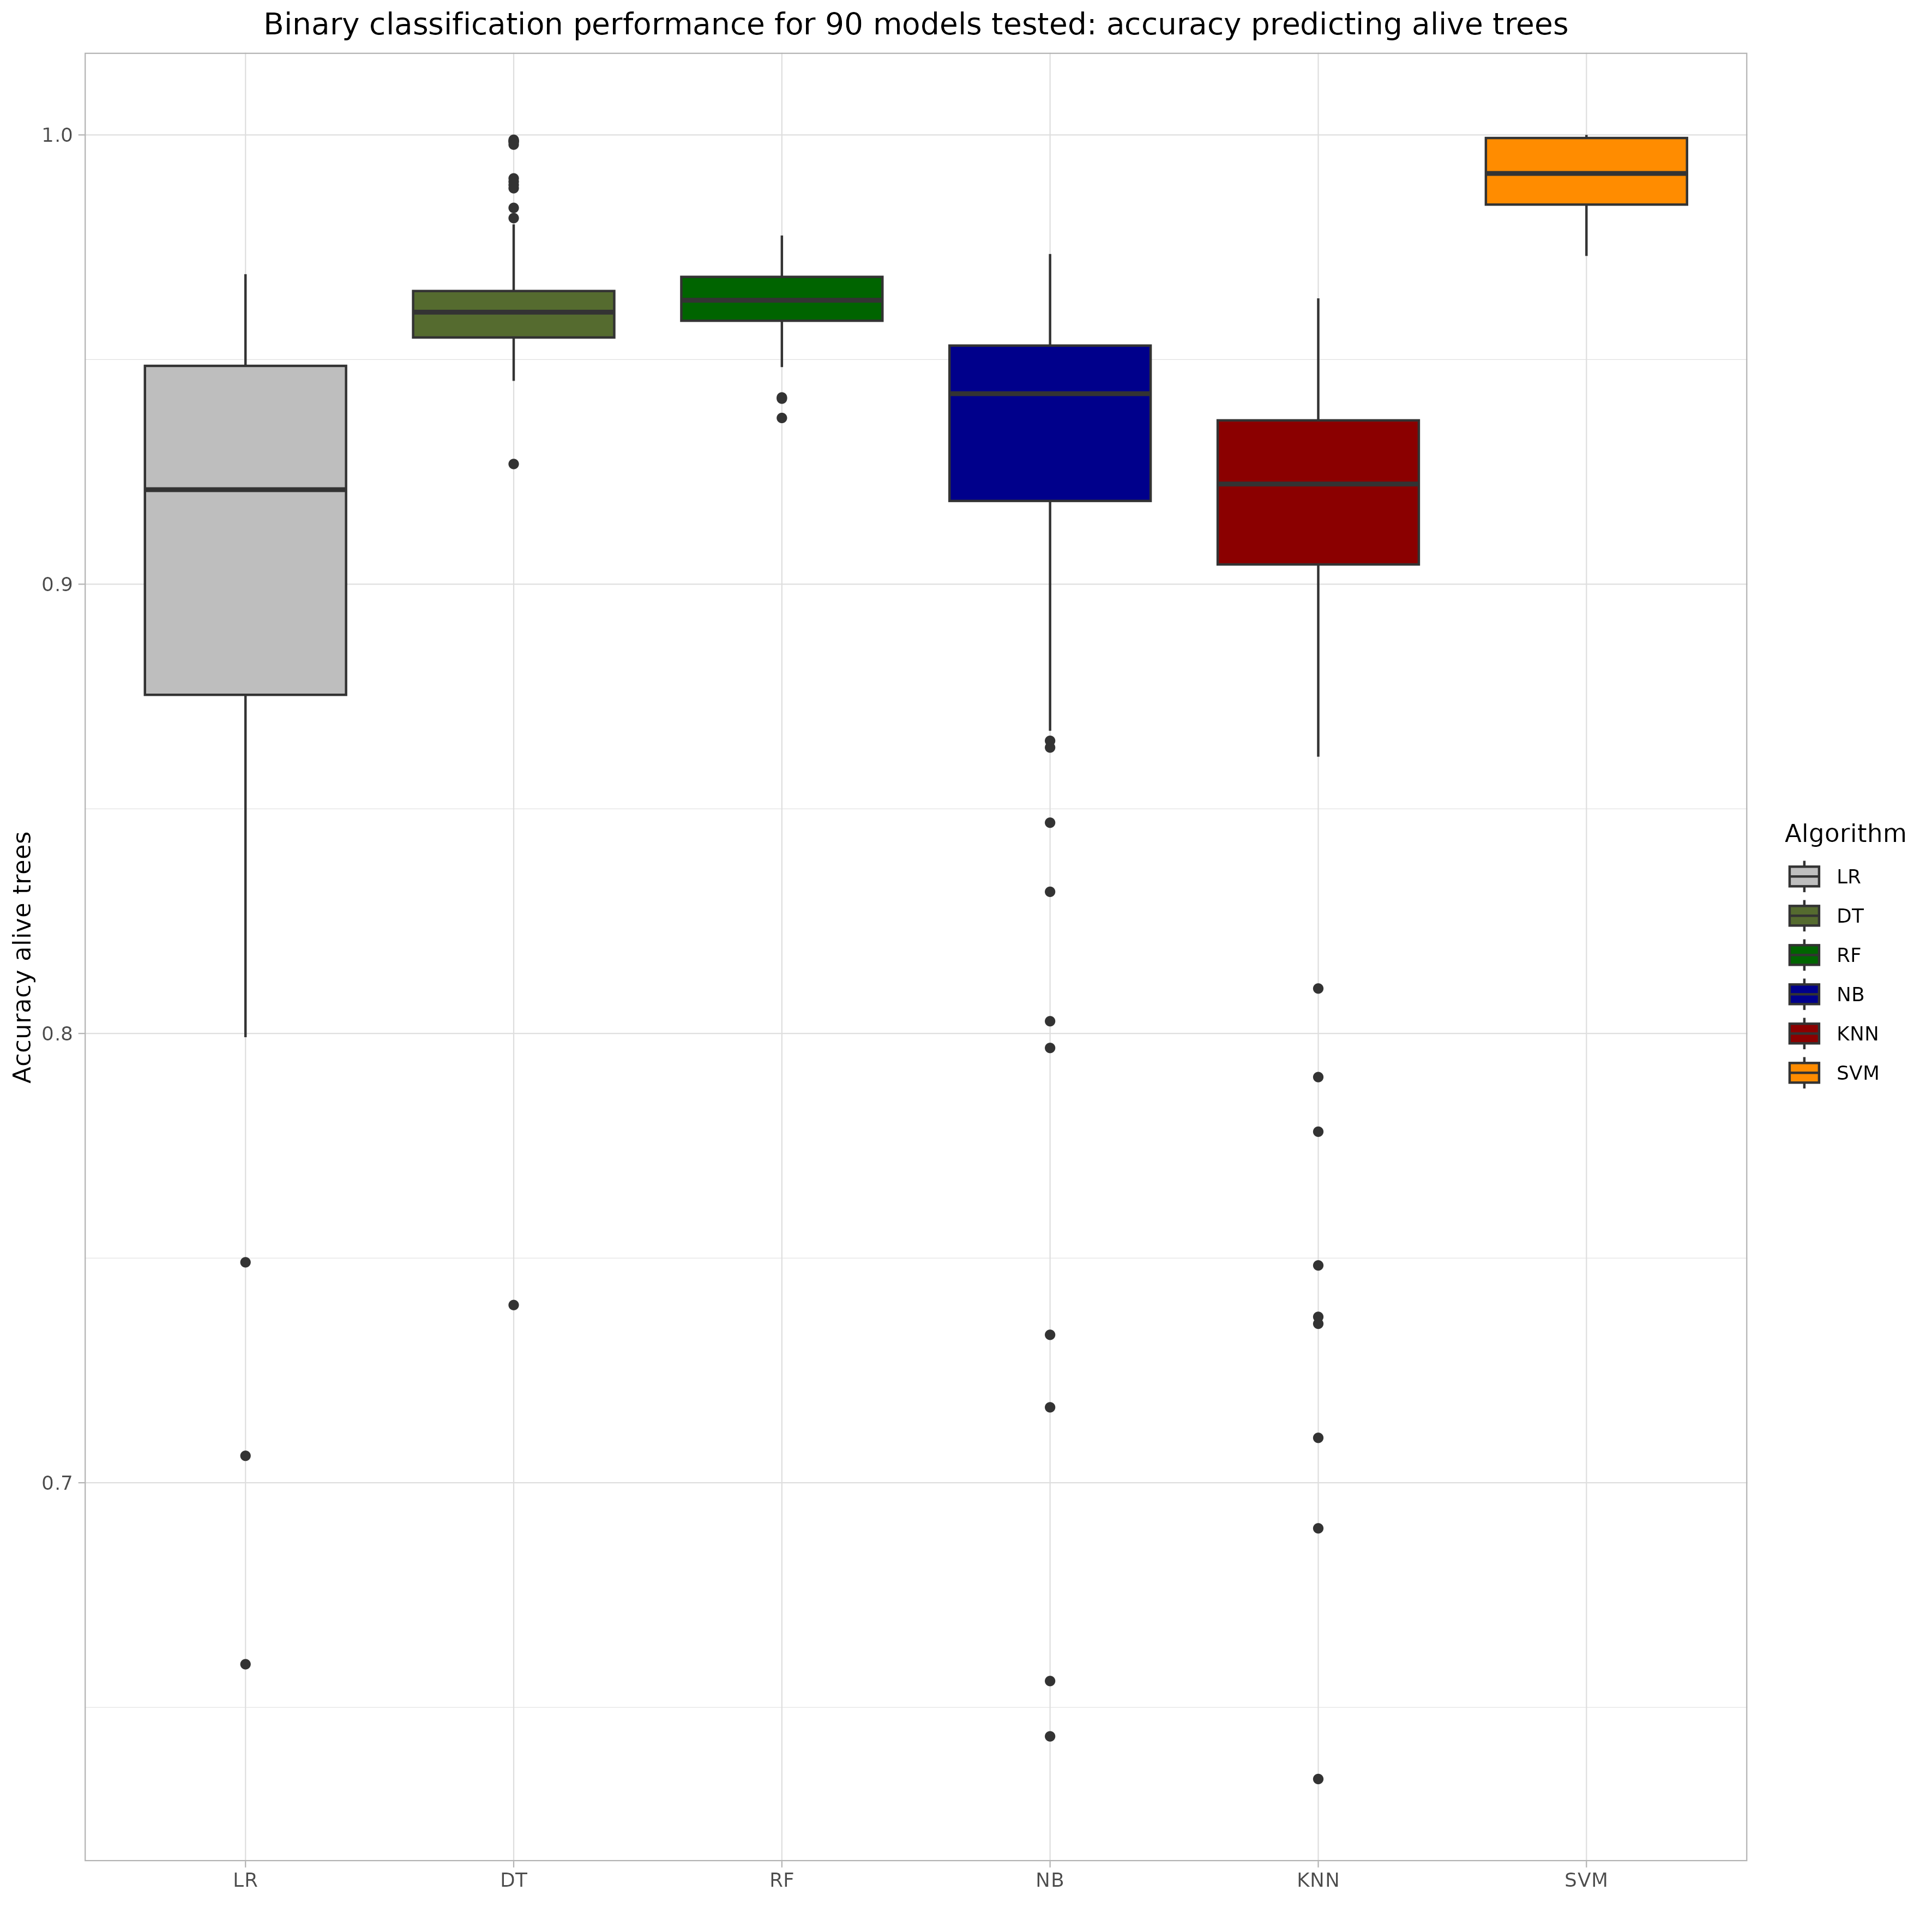 Binary classification performance for 90 models tested: accuracy predicting alive trees
Accuracy alive trees
1.0
0.9
0.8
0.7
LR
DT
RF
NB
KNN
SVM
Algorithm
LR
DT
RF
NB
KNN
SVM